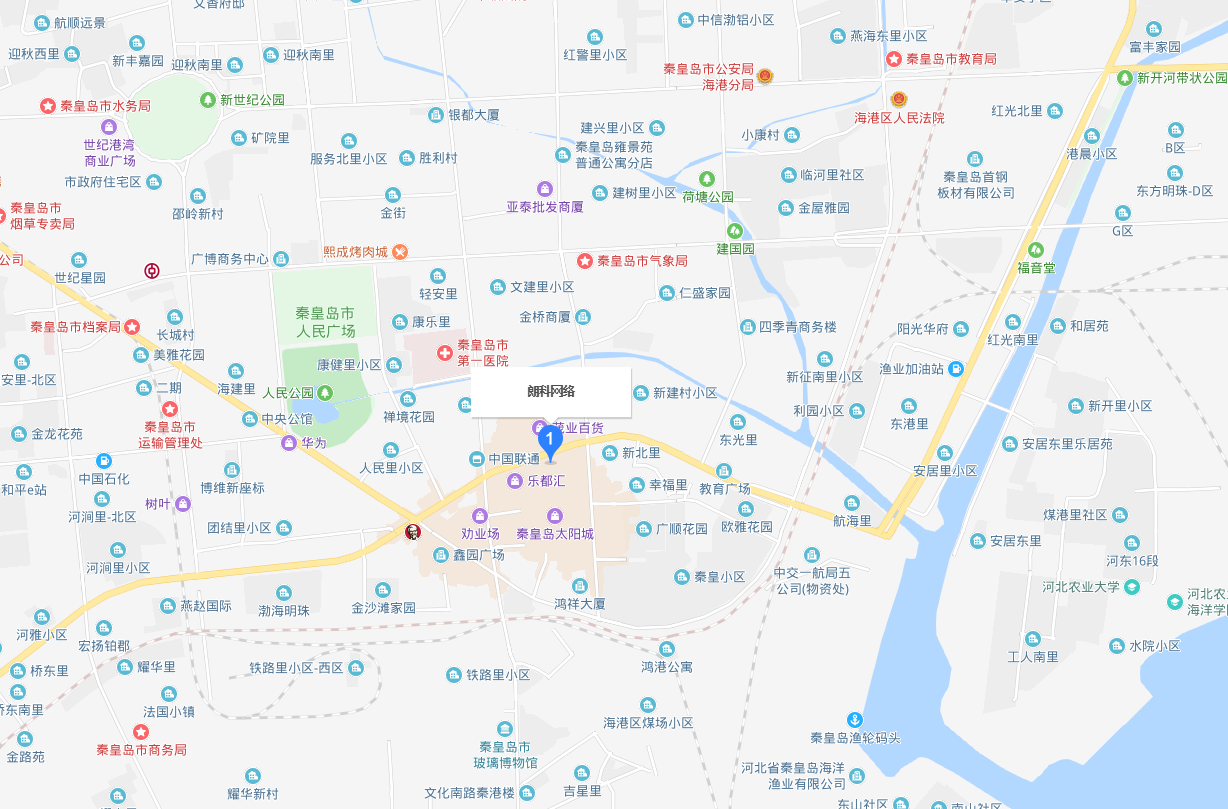 文香府邸
航顺远景
中信渤铝小区
燕海东里小区
富丰家园
迎秋西里
新丰嘉园
迎秋南里
迎秋南里
红警里小区
秦皇岛市公安局
海港分局
秦皇岛市教育局
新开河带状公园
秦皇岛市水务局
新世纪公园
银都大厦
海港区人民法院
红光北里
世纪港湾
商业广场
矿院里
服务北里小区
胜利村
建兴里小区
秦皇岛雍景苑
普通公寓分店
小康村
港晨小区
B区
市政府住宅区
邵岭新村
金街
亚泰批发商厦
建树里小区
荷塘公园
临河里社区
金屋雅园
秦皇岛首钢
板材有限公司
东方明珠-D区
秦皇岛市
烟草专卖局
G区
公司
世纪星园
广博商务中心
熙成烤肉城
秦皇岛市气象局
建国园
福音堂
轻安里
文建里小区
仁盛家园
秦皇岛市
人民广场
秦皇岛市档案局
长城村
康乐里
金桥商厦
四季青商务楼
阳光华府
红光南里
和居苑
美雅花园
秦皇岛市
第一医院
安里-北区
康健里小区
新征南里小区
渔业加油站
二期
海建里
人民公园
朗科网络
新建村小区
禅境花园
利园小区
东港里
新开里小区
金龙花苑
秦皇岛市
运输管理处
中央公馆
华为
茂业百货
东光里
安居东里乐居苑
人民里小区
中国联通
新北里
安居里小区
和平e站
中国石化
博维新座标
乐都汇
幸福里
教育广场
河涧里-北区
树叶
团结里小区
劝业场
秦皇岛太阳城
广顺花园
欧雅花园
航海里
煤港里社区
河涧里小区
鑫园广场
安居东里
河东16段
秦皇小区
中交一航局五
公司(物资处)
河北农业大学
燕赵国际
渤海明珠
金沙滩家园
鸿祥大厦
河北农
海洋学
河雅小区
宏扬铂郡
工人南里
水院小区
桥东里
耀华里
铁路里小区-西区
铁路里小区
鸿港公寓
桥东南里
法国小镇
海港区煤场小区
金路苑
秦皇岛市商务局
秦皇岛市
玻璃博物馆
秦皇岛渔轮码头
耀华新村
文化南路秦港楼
吉星里
河北省秦皇岛海洋
渔业有限公司
东山社区
南山社区
1